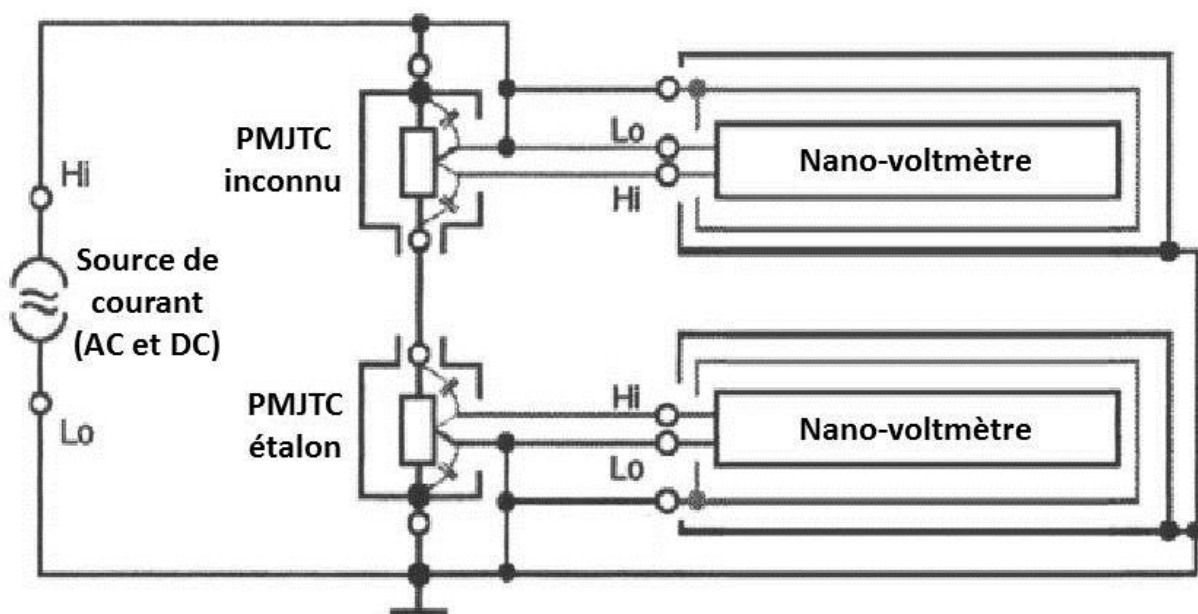 Hi
Source de
courant
(AC et DC)
Lo
PMJTC
inconnu
Lo
Hi
Nano-voltmètre
PMJTC
étalon
Hi
Lo
Nano-voltmètre